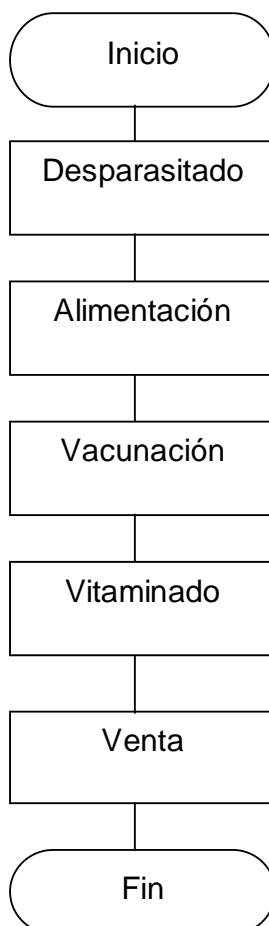 Inicio
Desparasitado
Alimentación
Vacunación
Vitaminado
Venta
Fin